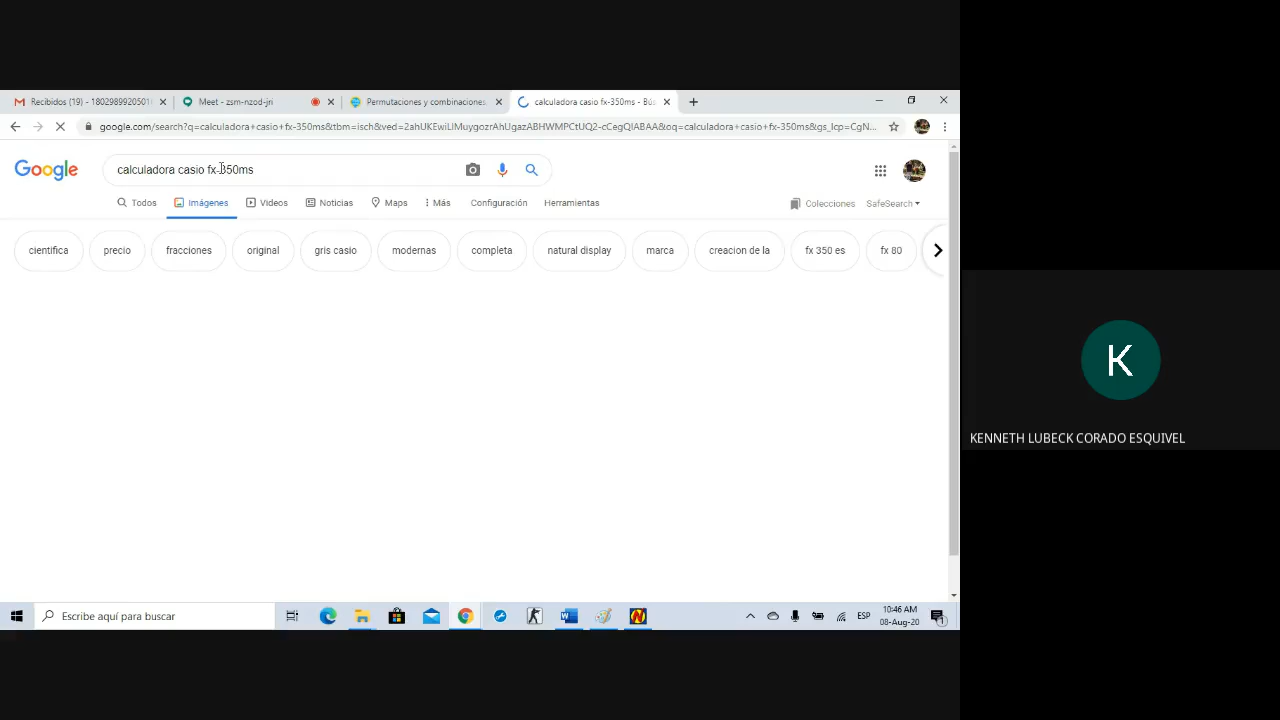 Recibidos (19) - 18029899205010
Meet - zsm-nzod-jri
Permutaciones y combinaciones.
calculadora casio fx-350ms - Bús
google.com/search?q=calculadora+casio+fx-350ms&tbm=isch&ved=2ahUKEwiLlMuygozrAhUgazABHWMPCtUQ2-cCegQIABAA&oq=calculadora+casio+fx-350ms&gs_lcp=CgN...
Google
calculadora casio fx-350ms
Todos
Imágenes
Videos
Noticias
Maps
Más
Configuración
Herramientas
Colecciones
SafeSearch
cientifica
precio
fracciones
original
gris casio
modernas
completa
natural display
marca
creacion de la
fx 350 es
fx 80
K
KENNETH LUBECK CORADO ESQUIVEL
Escribe aquí para buscar
ESP
10:46 AM
08-Aug-20
1